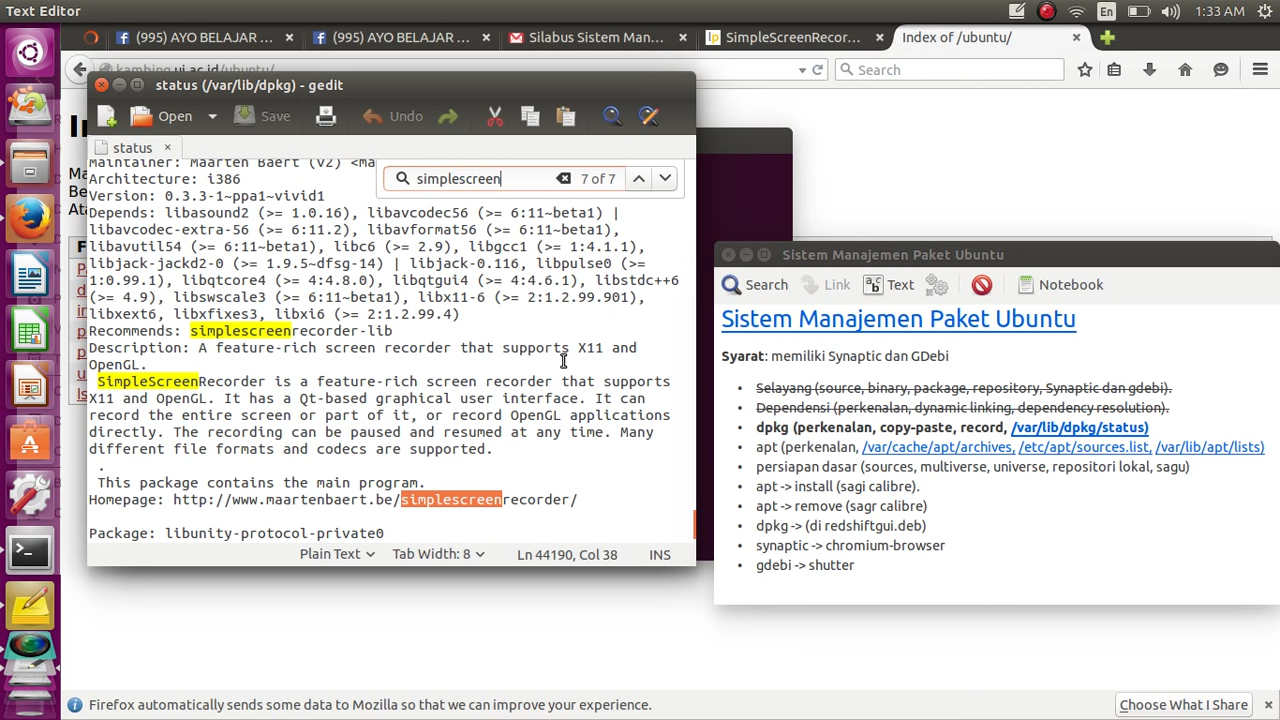 Text Editor
En
1:33 AM
(995) AYO BELAJAR ...
(995) AYO BELAJAR ...
Silabus Sistem Man...
SimpleScreenRecor...
Index of /ubuntu/
kambing.ui.ac.id/ubuntu/
Search
status (/var/lib/dpkg) - gedit
Open
Save
Undo
status
simplescreen
7 of 7
Maintainer: Maarten Baert (v2) <ma
Architecture: i386
Version: 0.3.3-1~ppa1~vivid1
Depends: libasound2 (>= 1.0.16), libavcodec56 (>= 6:11~beta1) |
libavcodec-extra-56 (>= 6:11.2), libavformat56 (>= 6:11~beta1),
libavutil54 (>= 6:11~beta1), libc6 (>= 2.9), libgcc1 (>= 1:4.1.1),
libjack-jackd2-0 (>= 1.9.5~dfsg-14) | libjack-0.116, libpulse0 (>=
1:0.99.1), libqtcore4 (>= 4:4.8.0), libqtgui4 (>= 4:4.6.1), libstdc++6
(>= 4.9), libswscale3 (>= 6:11~beta1), libx11-6 (>= 2:1.2.99.901),
libxext6, libxfixes3, libxi6 (>= 2:1.2.99.4)
Recommends: simplescreenrecorder-lib
Description: A feature-rich screen recorder that supports X11 and
OpenGL.
SimpleScreenRecorder is a feature-rich screen recorder that supports
X11 and OpenGL. It has a Qt-based graphical user interface. It can
record the entire screen or part of it, or record OpenGL applications
directly. The recording can be paused and resumed at any time. Many
different file formats and codecs are supported.
.
This package contains the main program.
Homepage: http://www.maartenbaert.be/simplescreenrecorder/
Package: libunity-protocol-private0
Plain Text
Tab Width: 8
Ln 44190, Col 38
INS
Sistem Manajemen Paket Ubuntu
Search
Link
Text
Notebook
Sistem Manajemen Paket Ubuntu
Syarat: memiliki Synaptic dan GDebi
• Selayang (source, binary, package, repository, Synaptic dan gdebi).
• Dependensi (perkenalan, dynamic linking, dependency resolution).
• dpkg (perkenalan, copy-paste, record, /var/lib/dpkg/status)
• apt (perkenalan, /var/cache/apt/archives, /etc/apt/sources.list, /var/lib/apt/lists)
• persiapan dasar (sources, multiverse, universe, repositori lokal, sagu)
• apt -> install (sagi calibre).
• apt -> remove (sagr calibre)
• dpkg -> (di redshiftgui.deb)
• synaptic -> chromium-browser
• gdebi -> shutter
Firefox automatically sends some data to Mozilla so that we can improve your experience.
Choose What I Share